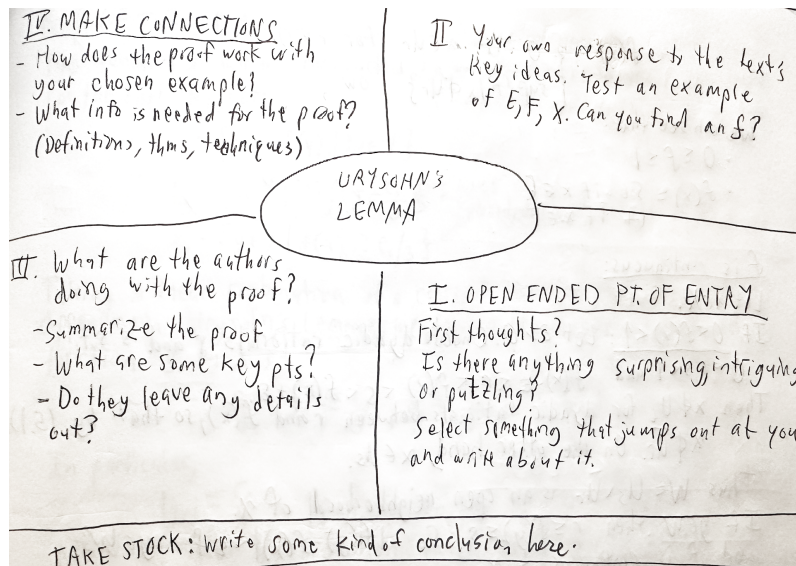 IV. MAKE CONNECTIONS
- How does the proof work with
your chosen example?
- What info is needed for the proof?
(Definitions, thms, techniques)
II Your own response to the text's
key ideas. Test an example
of E, F, X. Can you find an f?
URYSOHN'S
LEMMA
III. What are the authors
doing with the proof?
- Summarize the proof
- What are some key pts?
- Do they leave any details
out?
I. OPEN ENDED PT. OF ENTRY
First thoughts?
Is there anything surprising, intriguing
or puzzling?
Select something that jumps out at you
and write about it.
TAKE STOCK: Write some kind of conclusion here.